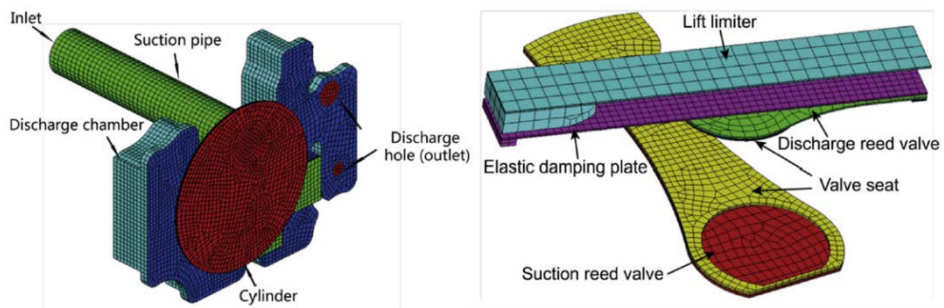 Inlet
Suction pipe
Discharge chamber
Discharge
hole (outlet)
Cylinder
Lift limiter
Discharge reed valve
Elastic damping plate
Valve seat
Suction reed valve